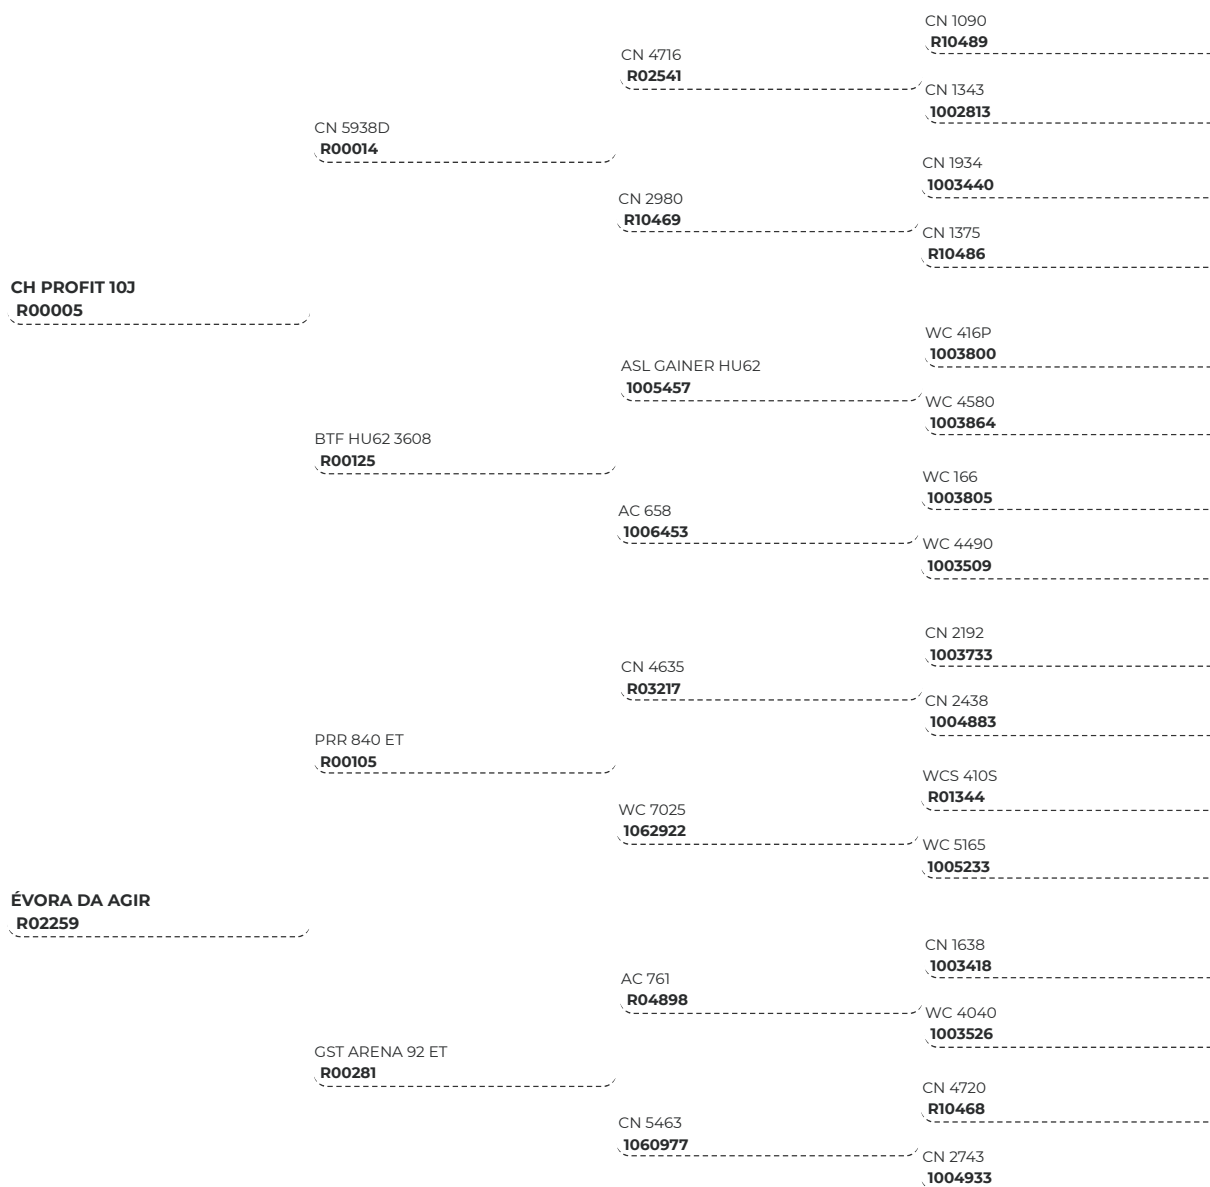 CN 1090
R10489
CN 4716
R02541
CN 1343
1002813
CN 5938D
R00014
CN 1934
1003440
CN 2980
R10469
CN 1375
R10486
CH PROFIT 10J
R00005
WC 416P
1003800
ASL GAINER HU62
1005457
WC 4580
1003864
BTF HU62 3608
R00125
WC 166
1003805
AC 658
1006453
WC 4490
1003509
CN 2192
1003733
CN 4635
R03217
CN 2438
1004883
PRR 840 ET
R00105
WCS 410S
R01344
WC 7025
1062922
WC 5165
1005233
ÉVORA DA AGIR
R02259
CN 1638
1003418
AC 761
R04898
WC 4040
1003526
GST ARENA 92 ET
R00281
CN 4720
R10468
CN 5463
1060977
CN 2743
1004933